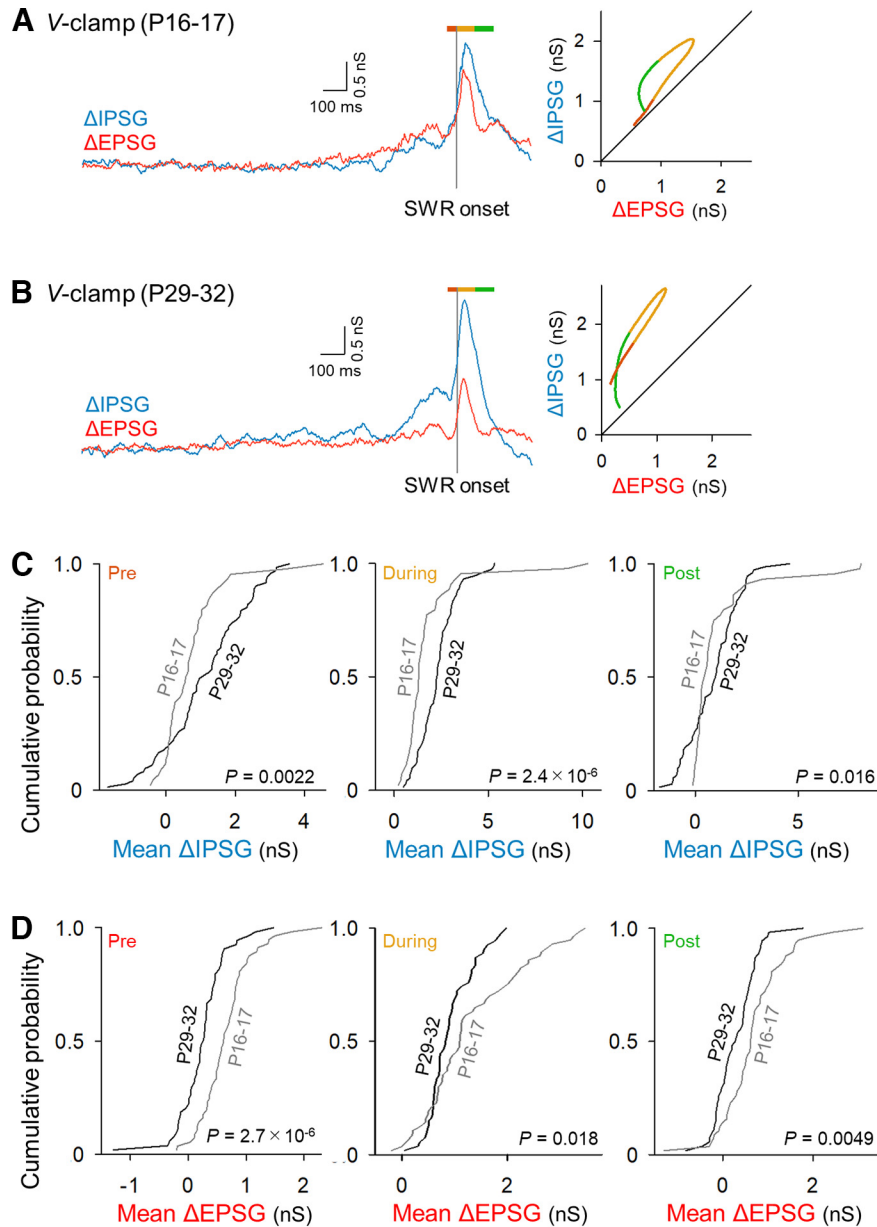 A V-clamp (P16-17)
100 ms
0.5 nS
ΔIPSG
ΔEPSG
SWR onset
ΔIPSG (nS)
2
1
0
0 1 2
ΔEPSG (nS)
B V-clamp (P29-32)
100 ms
0.5 nS
ΔIPSG
ΔEPSG
SWR onset
ΔIPSG (nS)
2
1
0
0 1 2
ΔEPSG (nS)
C
Cumulative probability
1.0
0.5
0
Pre
P16-17
P29-32
P = 0.0022
0 2 4
Mean ΔIPSG (nS)
1.0
0.5
0
During
P16-17
P29-32
P = 2.4 × 10-6
0 5 10
Mean ΔIPSG (nS)
1.0
0.5
0
Post
P16-17
P29-32
P = 0.016
0 5
Mean ΔIPSG (nS)
D
Cumulative probability
1.0
0.5
0
Pre
P29-32
P16-17
P = 2.7 × 10-6
-1 0 1 2
Mean ΔEPSG (nS)
1.0
0.5
During
P29-32
P16-17
P = 0.018
0 2
Mean ΔEPSG (nS)
1.0
0.5
0
Post
P29-32
P16-17
P = 0.0049
0 2
Mean ΔEPSG (nS)